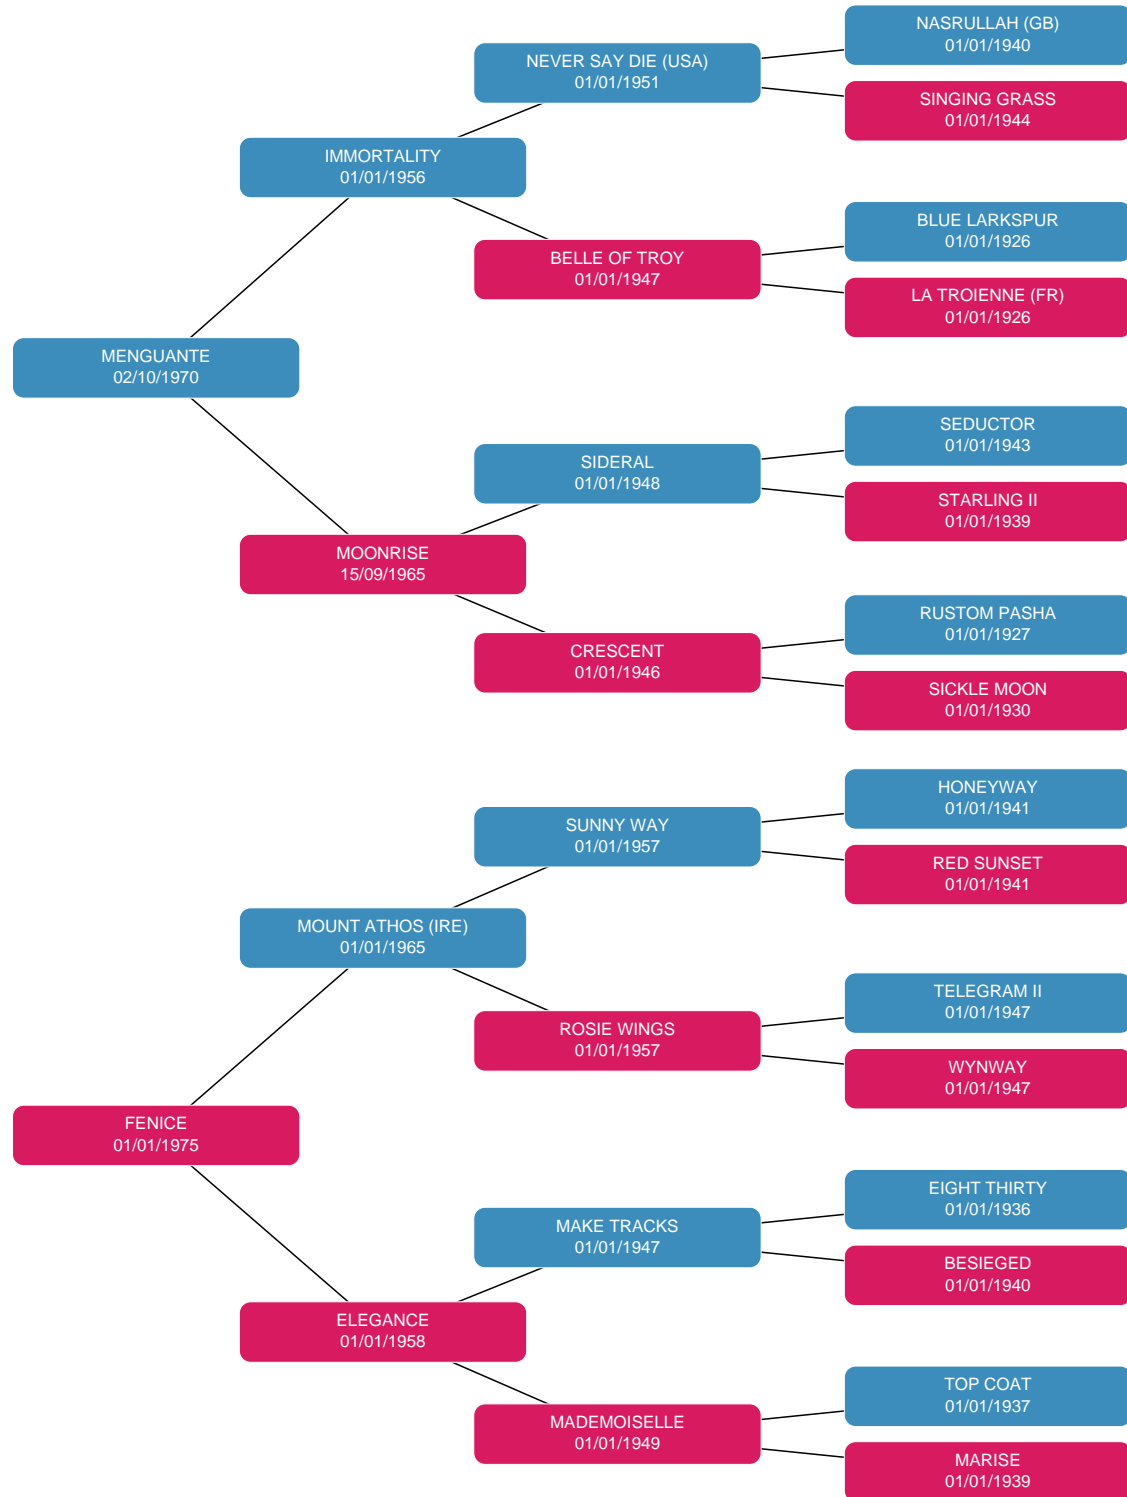 NASRULLAH (GB)
01/01/1940
NEVER SAY DIE (USA)
01/01/1951
SINGING GRASS
01/01/1944
IMMORTALITY
01/01/1956
BLUE LARKSPUR
01/01/1926
BELLE OF TROY
01/01/1947
LA TROIENNE (FR)
01/01/1926
MENGUANTE
02/10/1970
SEDUCTOR
01/01/1943
SIDERAL
01/01/1948
STARLING II
01/01/1939
MOONRISE
15/09/1965
RUSTOM PASHA
01/01/1927
CRESCENT
01/01/1946
SICKLE MOON
01/01/1930
HONEYWAY
01/01/1941
SUNNY WAY
01/01/1957
RED SUNSET
01/01/1941
MOUNT ATHOS (IRE)
01/01/1965
TELEGRAM II
01/01/1947
ROSIE WINGS
01/01/1957
WYNWAY
01/01/1947
FENICE
01/01/1975
EIGHT THIRTY
01/01/1936
MAKE TRACKS
01/01/1947
BESIEGED
01/01/1940
ELEGANCE
01/01/1958
TOP COAT
01/01/1937
MADEMOISELLE
01/01/1949
MARISE
01/01/1939